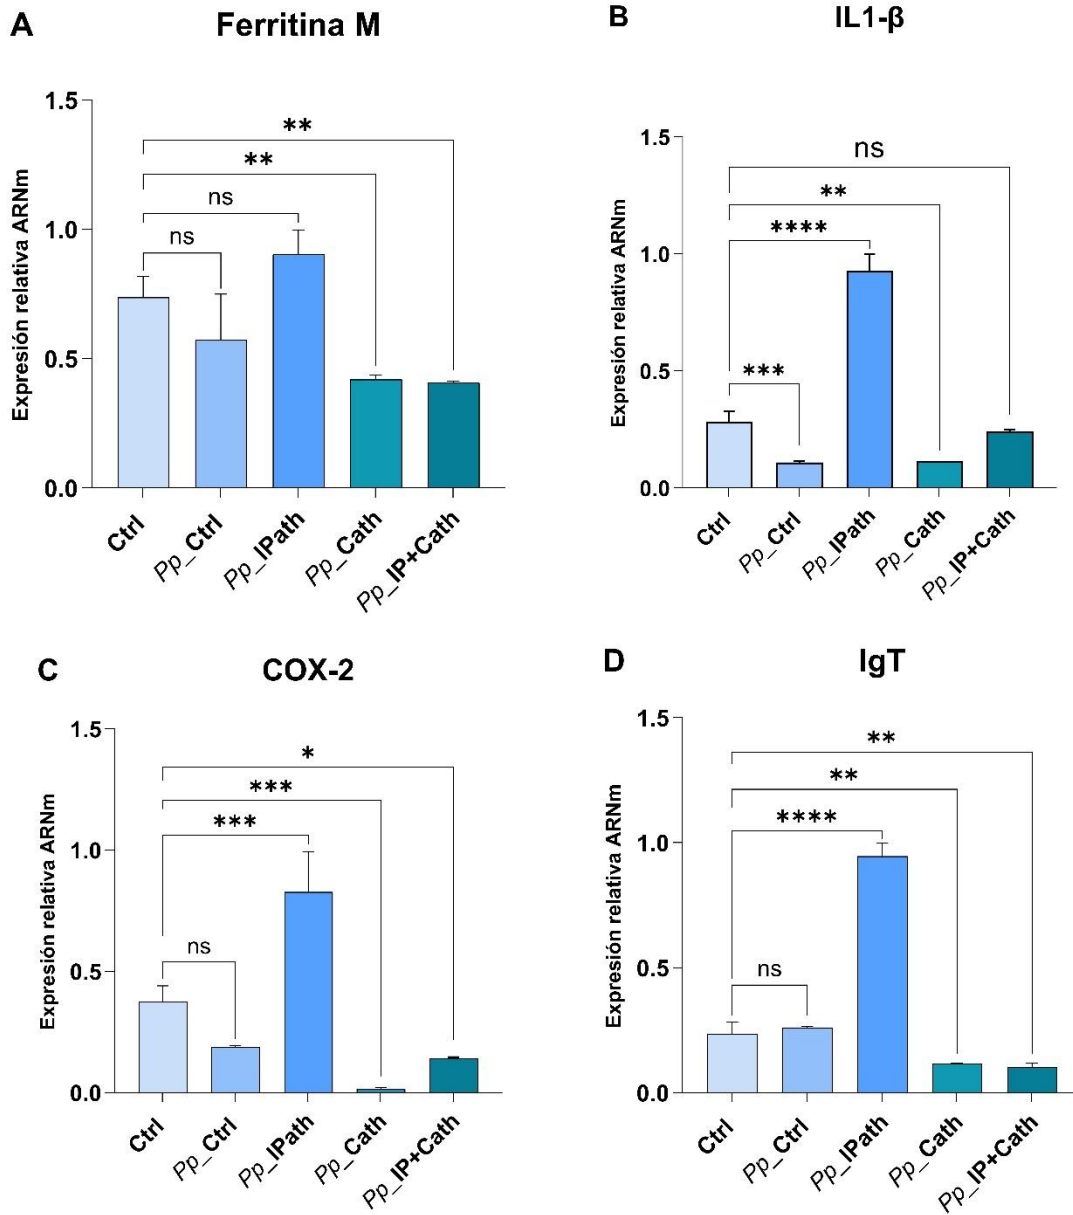 A
Ferritina M
Expresión relativa ARNm
1.5
1.0
0.5
0.0
**
**
ns
ns
Ctrl
Pp_Ctrl
Pp_IPath
Pp_Cath
Pp_IP+Cath
B
IL1-β
Expresión relativa ARNm
1.5
1.0
0.5
0.0
ns
**
****
***
Ctrl
Pp_Ctrl
Pp_IPath
Pp_Cath
Pp_IP+Cath
C
COX-2
Expresión relativa ARNm
1.5
1.0
0.5
0.0
*
***
***
ns
Ctrl
Pp_Ctrl
Pp_IPath
Pp_Cath
Pp_IP+Cath
D
IgT
Expresión relativa ARNm
1.5
1.0
0.5
0.0
**
**
****
ns
Ctrl
Pp_Ctrl
Pp_IPath
Pp_Cath
Pp_IP+Cath